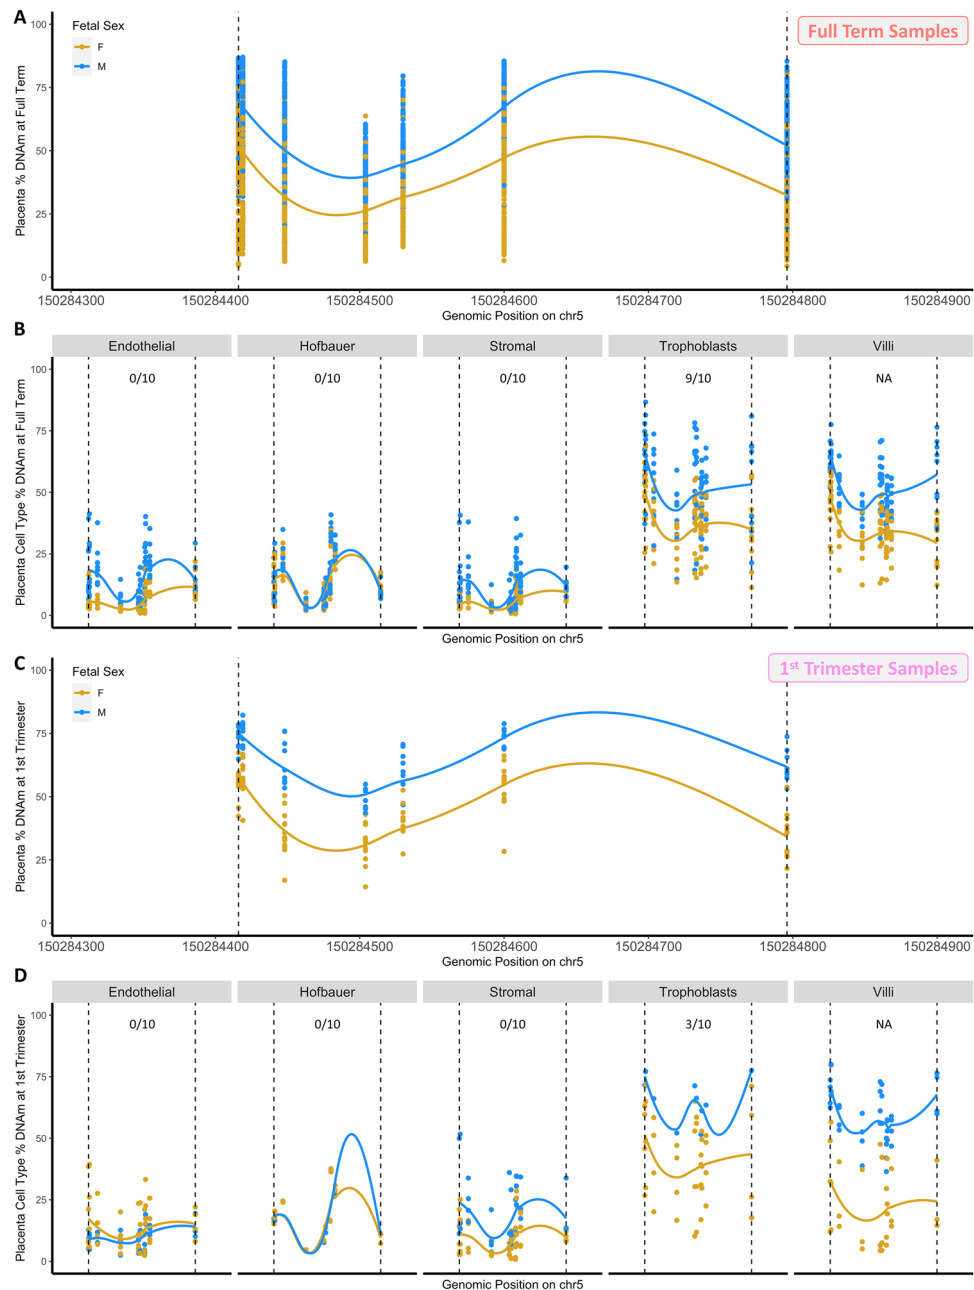 A
Full Term Samples
Fetal Sex
F
M
100
75
50
25
0
Placenta % DNAm at Full Term
150284300 150284400 150284500 150284600 150284700 150284800 150284900
Genomic Position on chr5
B
Endothelial Hofbauer Stromal Trophoblasts Villi
0/10 0/10 0/10 9/10 NA
100
75
50
25
0
Placenta Cell Type % DNAm at Full Term
Genomic Position on chr5
C
1st Trimester Samples
Fetal Sex
F
M
100
75
50
25
0
Placenta % DNAm at 1st Trimester
150284300 150284400 150284500 150284600 150284700 150284800 150284900
Genomic Position on chr5
D
Endothelial Hofbauer Stromal Trophoblasts Villi
0/10 0/10 0/10 3/10 NA
100
75
50
25
0
Placenta Cell Type % DNAm at 1st Trimester
Genomic Position on chr5